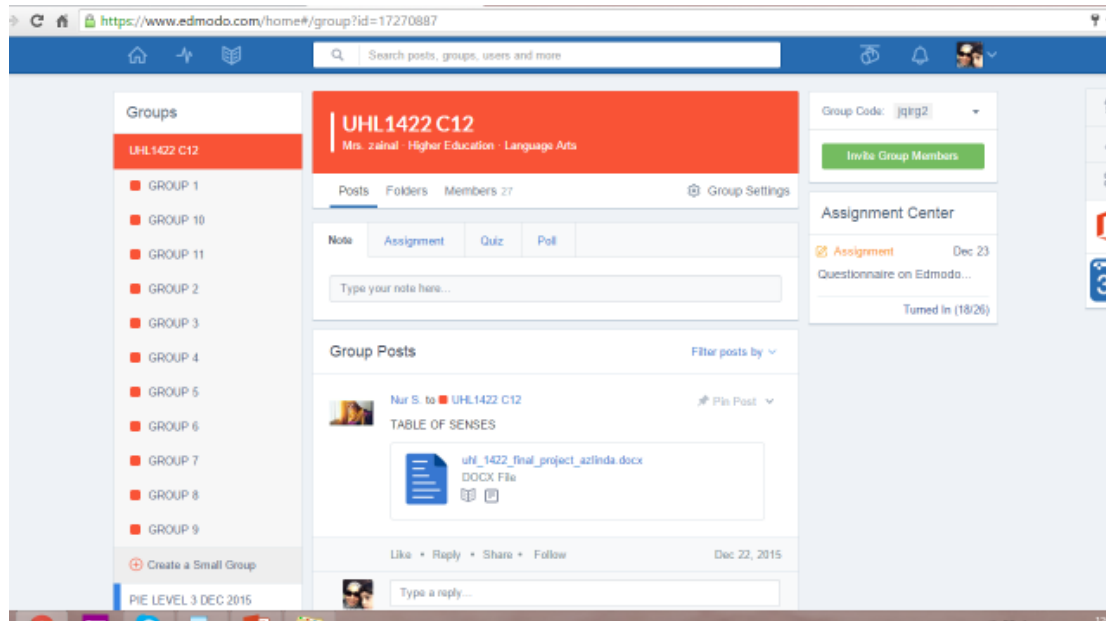 https://www.edmodo.com/home#/group?id=17270887
Search posts, groups, users and more
Groups
UHL1422 C12
GROUP 1
GROUP 10
GROUP 11
GROUP 2
GROUP 3
GROUP 4
GROUP 5
GROUP 6
GROUP 7
GROUP 8
GROUP 9
Create a Small Group
PIE LEVEL 3 DEC 2015
UHL1422 C12
Mrs. zainal · Higher Education · Language Arts
Posts Folders Members 27 Group Settings
Note Assignment Quiz Poll
Type your note here...
Group Posts Filter posts by
Nur S. to UHL1422 C12 Pin Post
TABLE OF SENSES
uhl_1422_final_project_azlinda.docx
DOCX File
Like • Reply • Share • Follow Dec 22, 2015
Type a reply...
Group Code: jqirg2
Invite Group Members
Assignment Center
Assignment Dec 23
Questionnaire on Edmodo...
Turned In (18/26)